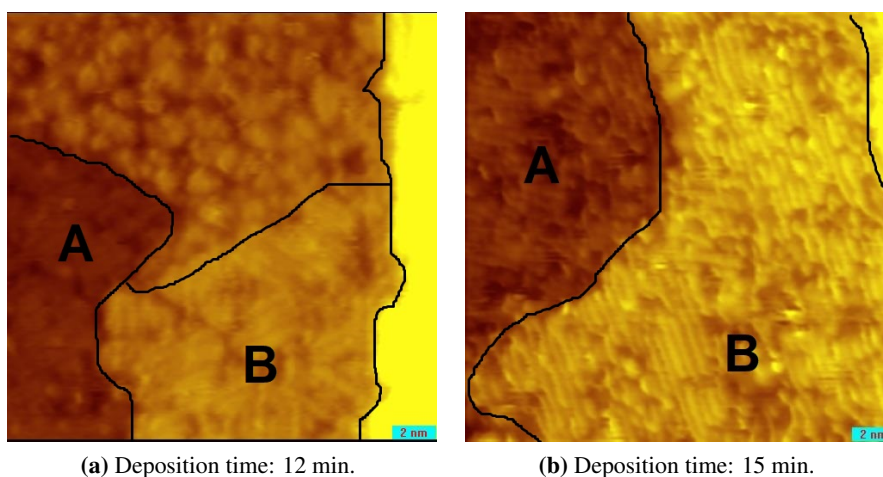 A
B
2 nm
A
B
2 nm
(a) Deposition time: 12 min.
(b) Deposition time: 15 min.